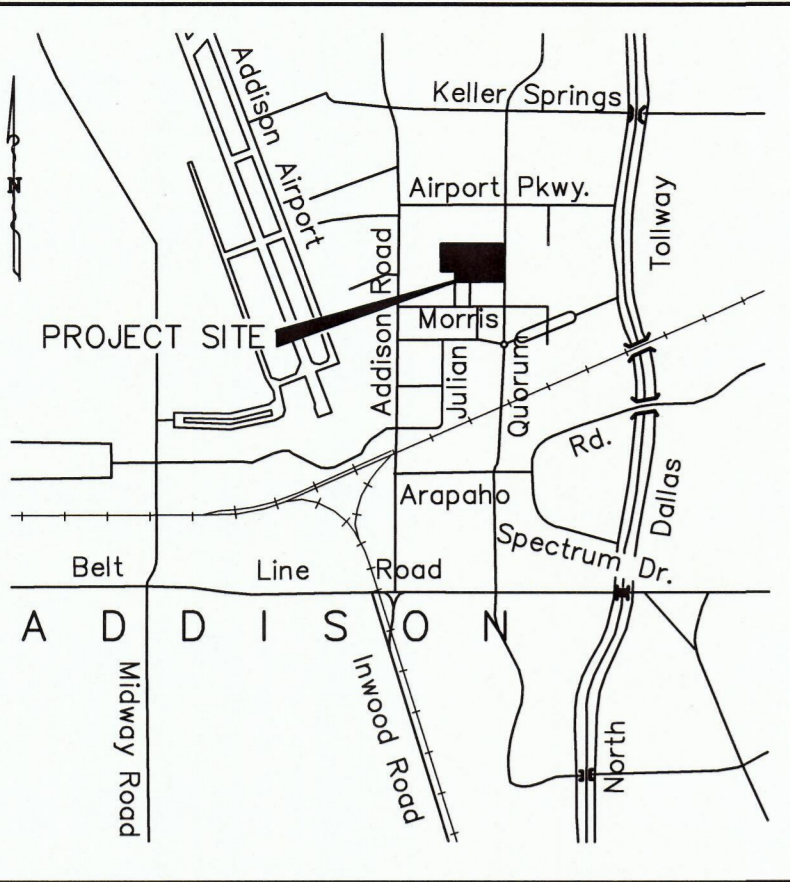 Keller Springs
Addison
Airport
Airport Pkwy.
Tollway
N
Addison Road
PROJECT SITE
Morris
Julian
Quorum
Rd.
Arapaho
Dallas
Spectrum Dr.
Belt Line Road
ADDISON
Midway Road
Inwood Road
North